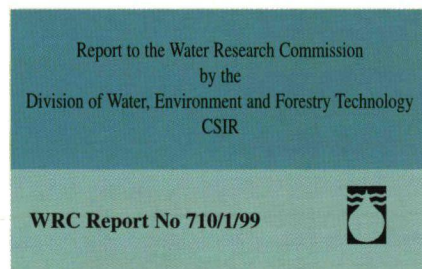 Report to the Water Research Commission
by the
Division of Water, Environment and Forestry Technology
CSIR
WRC Report No 710/1/99